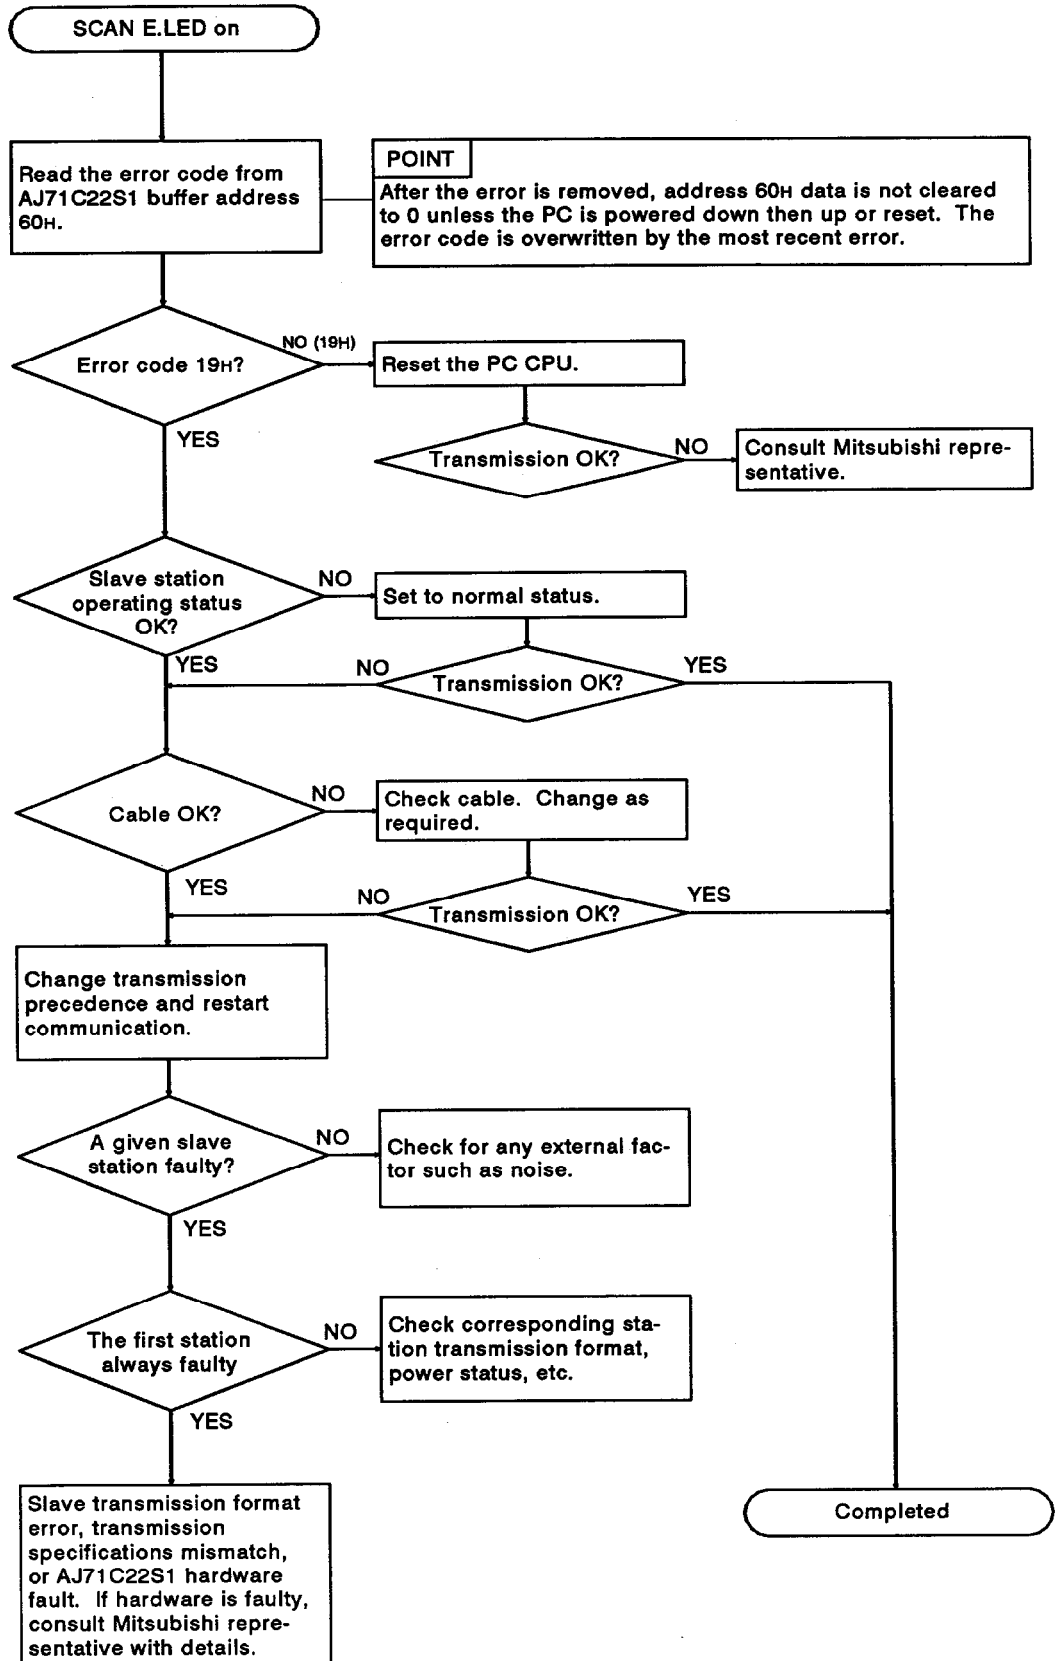 SCAN E.LED on
Read the error code from
AJ71C22S1 buffer address
60H.
POINT
After the error is removed, address 60H data is not cleared
to 0 unless the PC is powered down then up or reset. The
error code is overwritten by the most recent error.
Error code 19H?
NO (19H)
Reset the PC CPU.
YES
Transmission OK?
NO
Consult Mitsubishi repre-
sentative.
Slave station
operating status
OK?
NO
Set to normal status.
YES
NO
Transmission OK?
YES
Cable OK?
NO
Check cable. Change as
required.
YES
NO
Transmission OK?
YES
Change transmission
precedence and restart
communication.
A given slave
station faulty?
NO
Check for any external fac-
tor such as noise.
YES
The first station
always faulty
NO
Check corresponding sta-
tion transmission format,
power status, etc.
YES
Slave transmission format
error, transmission
specifications mismatch,
or AJ71C22S1 hardware
fault. If hardware is faulty,
consult Mitsubishi repre-
sentative with details.
Completed